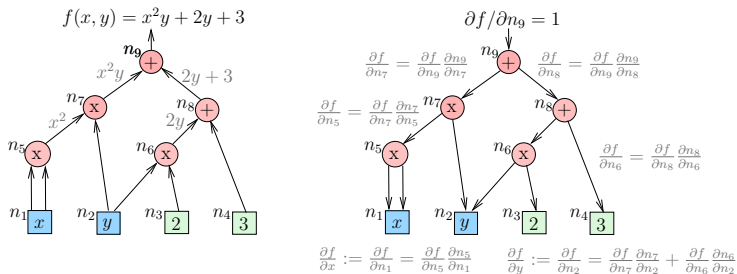 f(x, y) = x²y + 2y + 3
n₉
+
x²y
2y + 3
n₇
x
n₈
+
x²
2y
n₅
x
n₆
x
n₁
x
n₂
y
n₃
2
n₄
3
∂f/∂n₉ = 1
n₉
+
∂f/∂n₇ = ∂f/∂n₉ ∂n₉/∂n₇
∂f/∂n₈ = ∂f/∂n₉ ∂n₉/∂n₈
n₇
x
n₈
+
∂f/∂n₅ = ∂f/∂n₇ ∂n₇/∂n₅
n₅
x
n₆
x
∂f/∂n₆ = ∂f/∂n₈ ∂n₈/∂n₆
n₁
x
n₂
y
n₃
2
n₄
3
∂f/∂x := ∂f/∂n₁ = ∂f/∂n₅ ∂n₅/∂n₁
∂f/∂y := ∂f/∂n₂ = ∂f/∂n₇ ∂n₇/∂n₂ + ∂f/∂n₆ ∂n₆/∂n₂